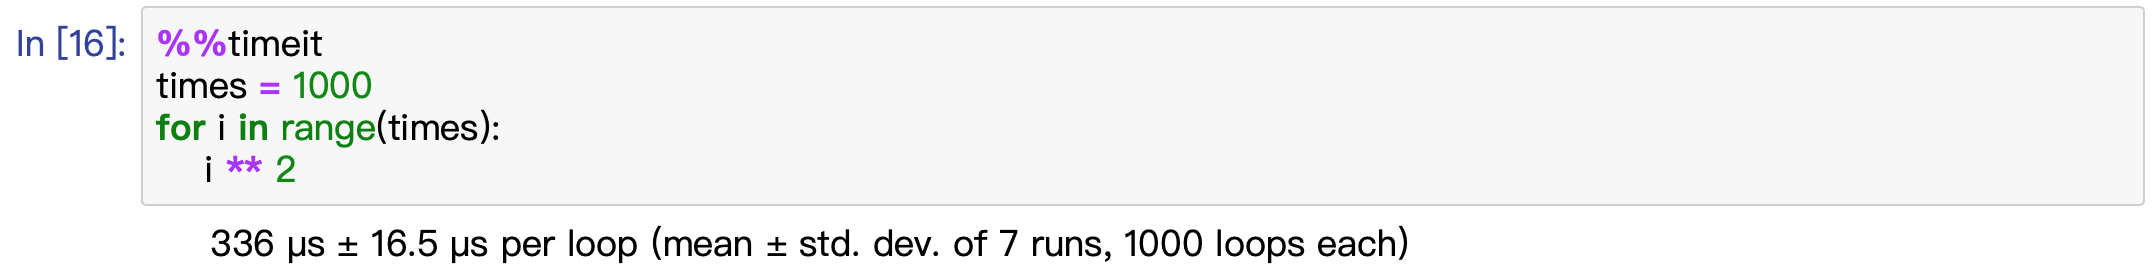 In [16]: %%timeit
times = 1000
for i in range(times):
    i ** 2
336 µs ± 16.5 µs per loop (mean ± std. dev. of 7 runs, 1000 loops each)